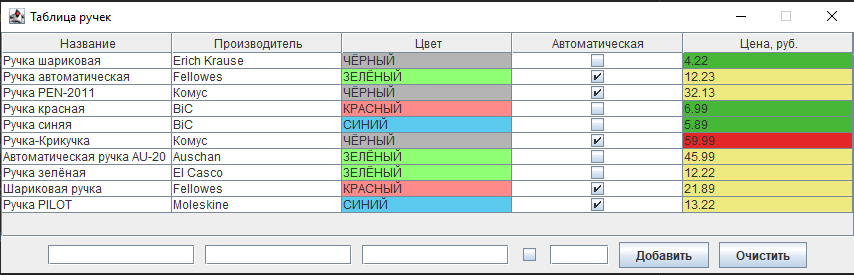 Таблица ручек
Название Производитель Цвет Автоматическая Цена, руб.
Ручка шариковая Erich Krause ЧЁРНЫЙ 4.22
Ручка автоматическая Fellowes ЗЕЛЁНЫЙ 12.23
Ручка PEN-2011 Комус ЧЁРНЫЙ 32.13
Ручка красная BiC КРАСНЫЙ 6.99
Ручка синяя BiC СИНИЙ 5.89
Ручка-Крикучка Комус ЧЁРНЫЙ 59.99
Автоматическая ручка AU-20 Auschan ЗЕЛЁНЫЙ 45.99
Ручка зелёная El Casco ЗЕЛЁНЫЙ 12.22
Шариковая ручка Fellowes КРАСНЫЙ 21.89
Ручка PILOT Moleskine СИНИЙ 13.22
Добавить Очистить